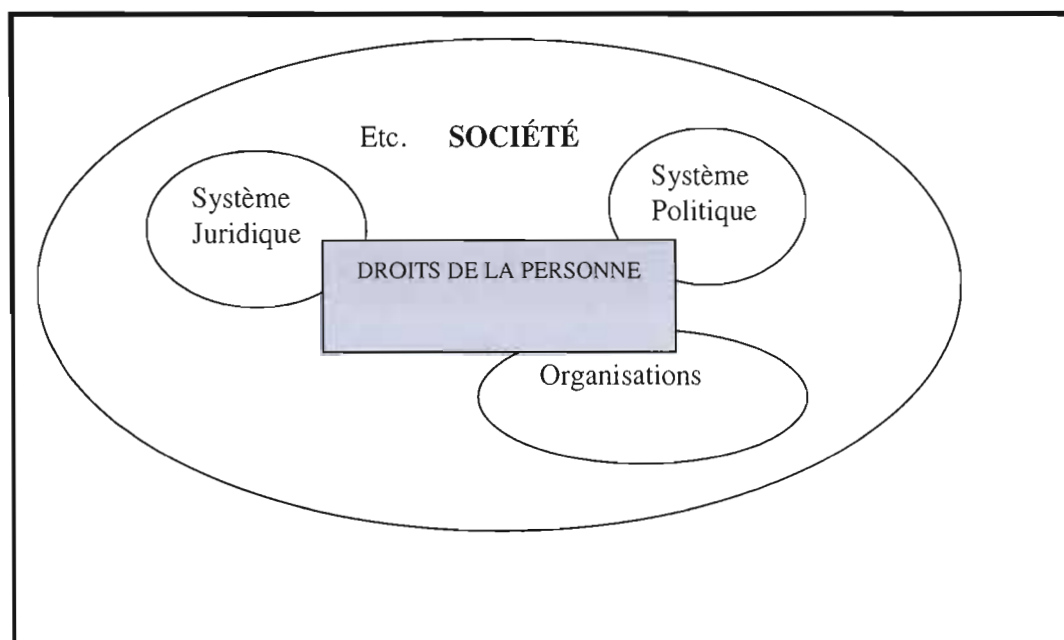 Etc. SOCIÉTÉ
Système
Juridique
Système
Politique
DROITS DE LA PERSONNE
Organisations